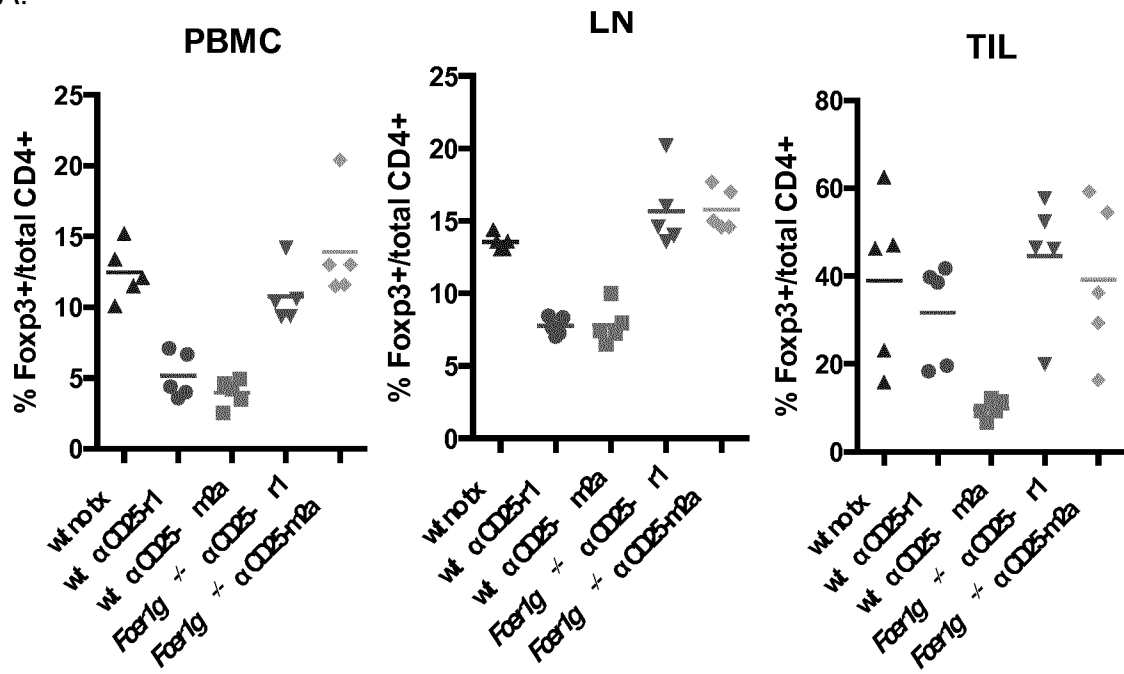 PBMC
% Foxp3+/total CD4+
25
20
15
10
5
0
wt no tx
wt αCD25-r1
wt αCD25- m2a
Fcer1g -/- αCD25- r1
Fcer1g -/- αCD25-m2a
LN
% Foxp3+/total CD4+
25
20
15
10
5
0
wt no tx
wt αCD25-r1
wt αCD25- m2a
Fcer1g -/- αCD25- r1
Fcer1g -/- αCD25-m2a
TIL
% Foxp3+/total CD4+
80
60
40
20
0
wt no tx
wt αCD25-r1
wt αCD25- m2a
Fcer1g -/- αCD25- r1
Fcer1g -/- αCD25-m2a